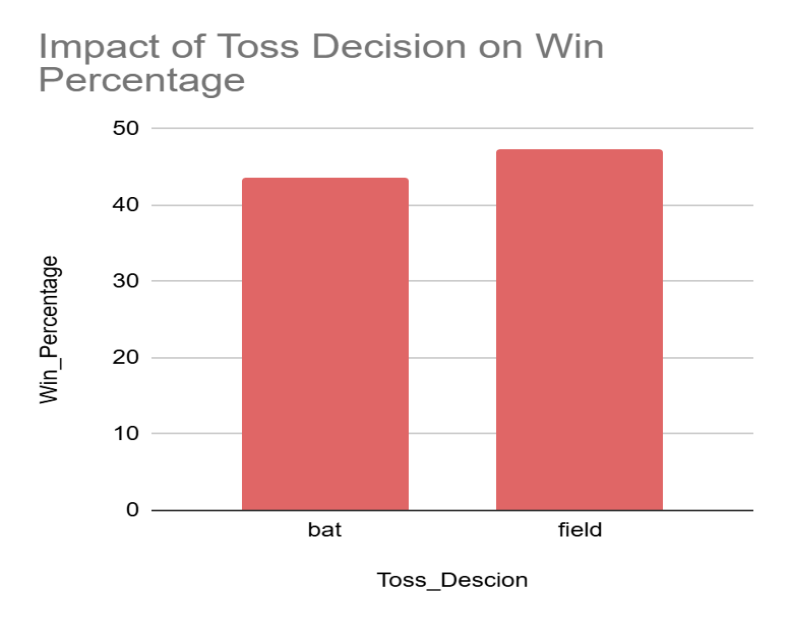 Impact of Toss Decision on Win
Percentage
50
40
30
20
10
0
Win_Percentage
bat
field
Toss_Descion